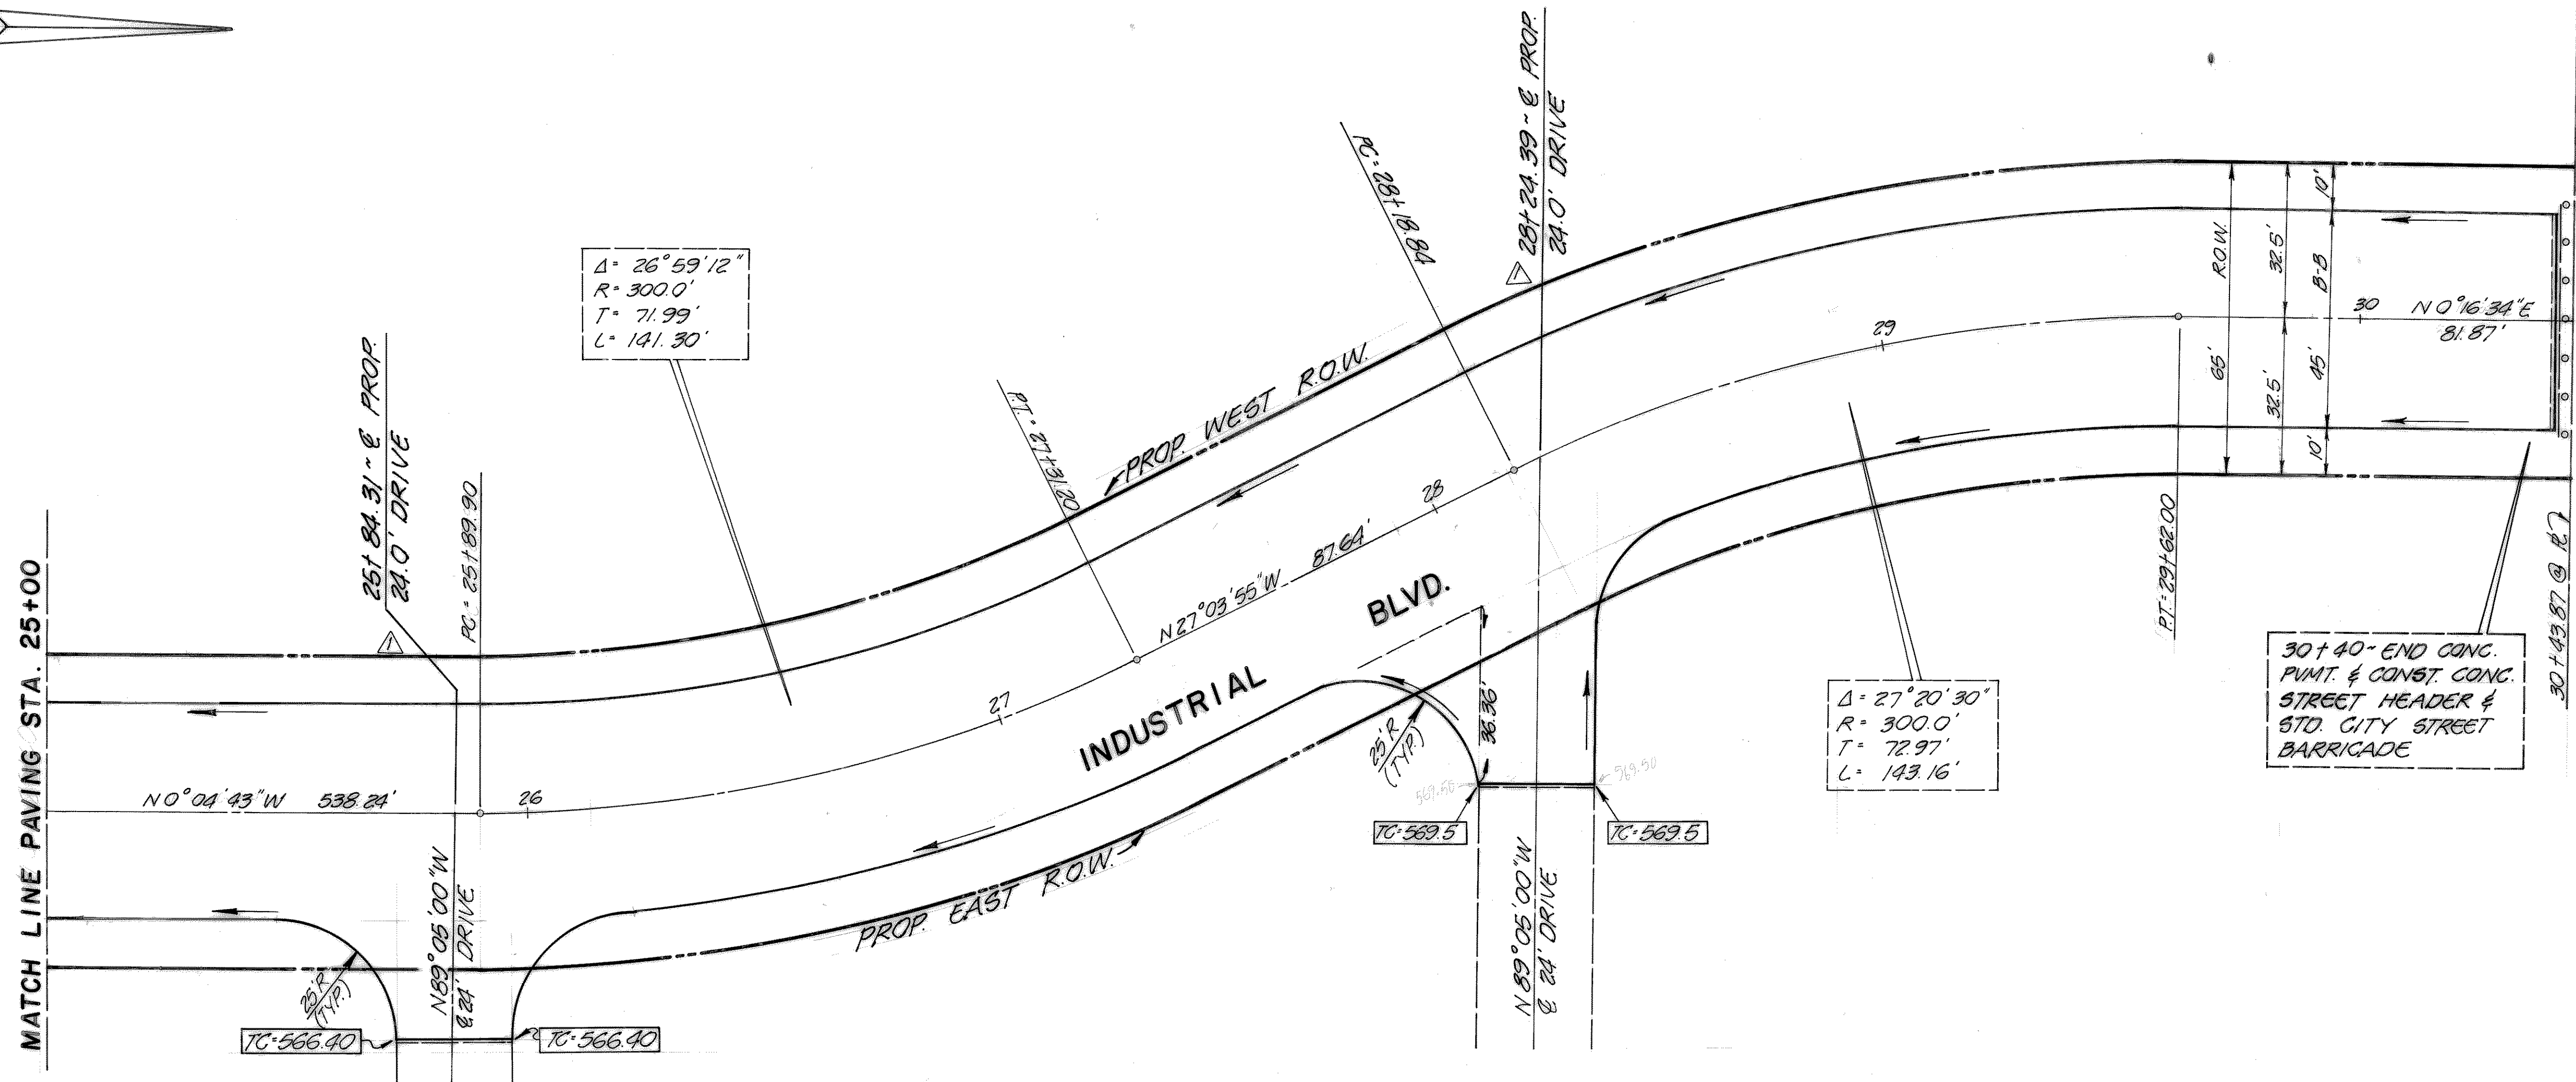 MATCH LINE PAVING STA. 25+00
25+84.31~ ℄ PROP.
24.0' DRIVE
1
PC= 25+89.90
N0°04'43"W 538.24'
26
N89°05'00"W
℄ 24' DRIVE
25'R
(TYP.)
TC=566.40
TC=566.40
Δ= 26°59'12"
R= 300.0'
T= 71.99'
L= 141.30'
P.T. = 27+31.20
27
PROP. WEST R.O.W.
N27°03'55"W 87.64'
28
INDUSTRIAL BLVD.
PROP. EAST R.O.W.
PC= 28+18.84
28+24.39~ ℄ PROP.
24.0' DRIVE
25'R
(TYP.)
36.36'
569.50
569.50
TC=569.5
TC=569.5
N89°05'00"W
℄ 24' DRIVE
29
Δ= 27°20'30"
R= 300.0'
T= 72.97'
L= 143.16'
P.T.= 29+62.00
65' R.O.W.
32.5'
32.5'
10'
45' B-B
10'
30
N0°16'34"E
81.87'
30+40~ END CONC.
PVMT. & CONST. CONC.
STREET HEADER &
STD. CITY STREET
BARRICADE
30+43.87 @